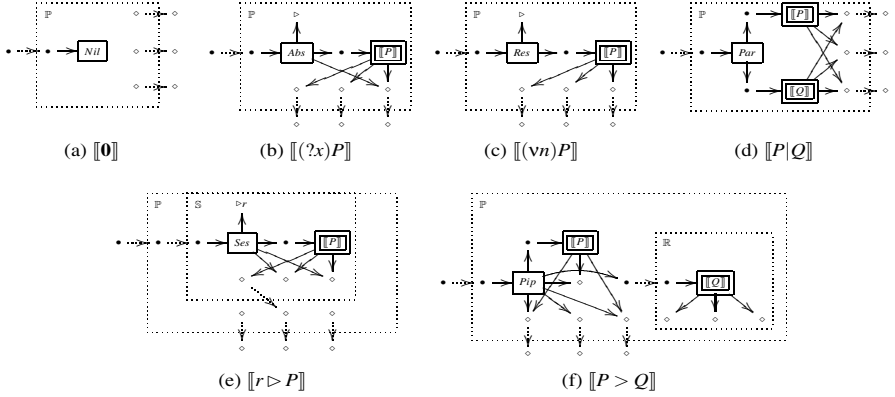 ℙ ℙ ▷ ℙ ▷ ℙ ⟦P⟧
Nil Abs ⟦P⟧ Res ⟦P⟧ Par
⟦Q⟧
(a) ⟦0⟧ (b) ⟦(?x)P⟧ (c) ⟦(νn)P⟧ (d) ⟦P|Q⟧
ℙ 𝕊 ▷r ℙ
Ses ⟦P⟧ ⟦P⟧ ℝ
Pip ⟦Q⟧
(e) ⟦r ▷ P⟧ (f) ⟦P > Q⟧